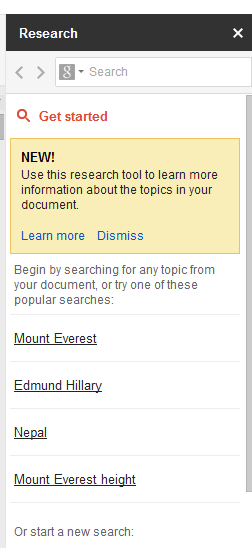 Research
Search
Get started
NEW!
Use this research tool to learn more
information about the topics in your
document.
Learn more Dismiss
Begin by searching for any topic from
your document, or try one of these
popular searches:
Mount Everest
Edmund Hillary
Nepal
Mount Everest height
Or start a new search: